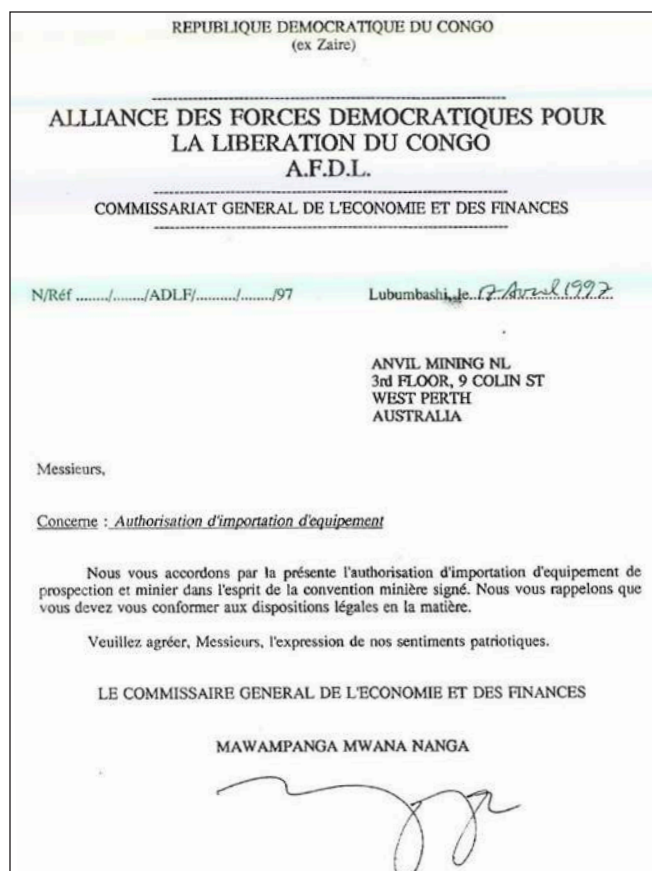 REPUBLIQUE DEMOCRATIQUE DU CONGO
(ex Zaire)
ALLIANCE DES FORCES DEMOCRATIQUES POUR
LA LIBERATION DU CONGO
A.F.D.L.
COMMISSARIAT GENERAL DE L'ECONOMIE ET DES FINANCES
N/Réf ......../......../ADLF/........../......../97 Lubumbashi, le 17 Avril 1997
ANVIL MINING NL
3rd FLOOR, 9 COLIN ST
WEST PERTH
AUSTRALIA
Messieurs,
Concerne : Authorisation d'importation d'equipement
Nous vous accordons par la présente l'authorisation d'importation d'equipement de
prospection et minier dans l'esprit de la convention minière signé. Nous vous rappelons que
vous devez vous conformer aux dispositions légales en la matière.
Veuillez agréer, Messieurs, l'expression de nos sentiments patriotiques.
LE COMMISSAIRE GENERAL DE L'ECONOMIE ET DES FINANCES
MAWAMPANGA MWANA NANGA